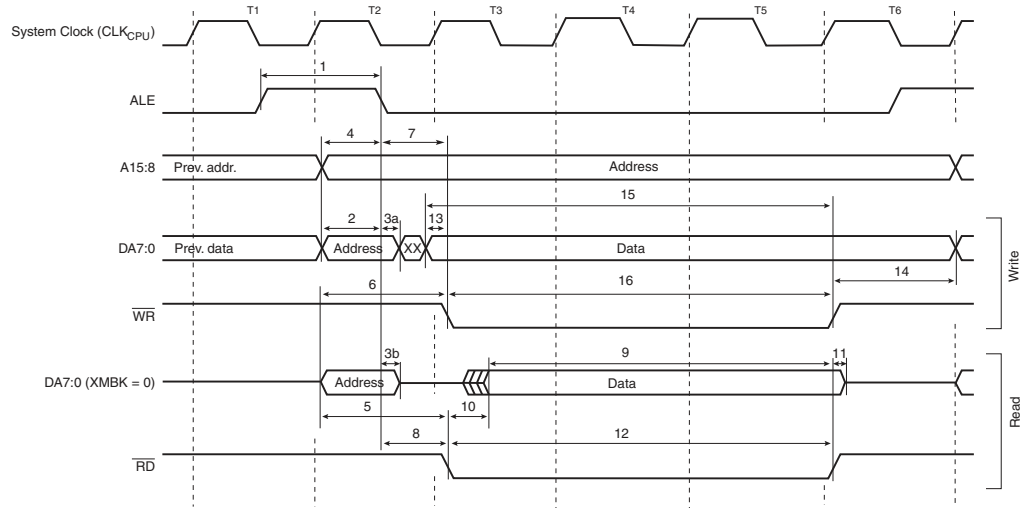 T1 T2 T3 T4 T5 T6
System Clock (CLKCPU)
1
ALE
4 7
A15:8 Prev. addr. Address
15
2 3a 13
DA7:0 Prev. data Address XX Data
14
6 16
WR
Write
3b 9 11
DA7:0 (XMBK = 0) Address Data
5 10
8 12
RD
Read